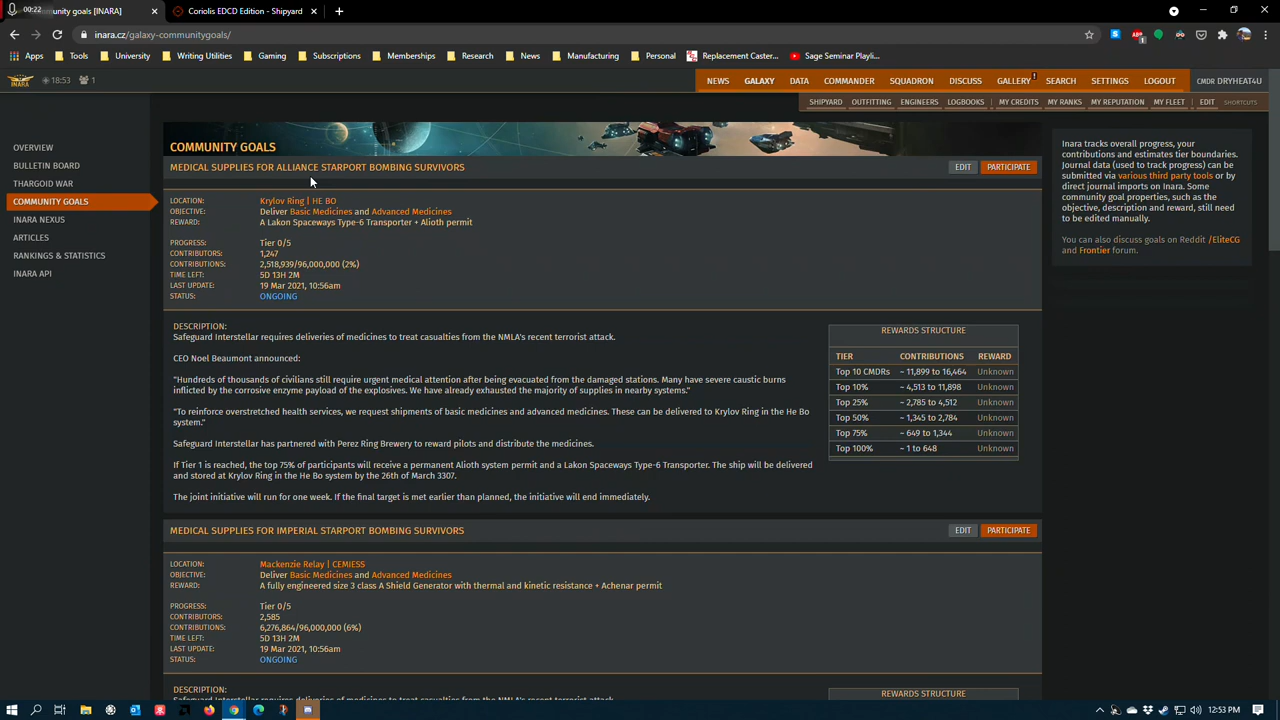 00:22
Community goals [INARA]
Coriolis EDCD Edition - Shipyard
inara.cz/galaxy-communitygoals/
Apps Tools University Writing Utilities Gaming Subscriptions Memberships Research News Manufacturing Personal Replacement Caster... Sage Seminar Playli...
INARA 18:53 1
NEWS GALAXY DATA COMMANDER SQUADRON DISCUSS GALLERY 1 SEARCH SETTINGS LOGOUT CMDR DRYHEAT4U
SHIPYARD OUTFITTING ENGINEERS LOGBOOKS MY CREDITS MY RANKS MY REPUTATION MY FLEET EDIT SHORTCUTS
OVERVIEW
BULLETIN BOARD
THARGOID WAR
COMMUNITY GOALS
INARA NEXUS
ARTICLES
RANKINGS & STATISTICS
INARA API
COMMUNITY GOALS
MEDICAL SUPPLIES FOR ALLIANCE STARPORT BOMBING SURVIVORS EDIT PARTICIPATE
LOCATION: Krylov Ring | HE BO
OBJECTIVE: Deliver Basic Medicines and Advanced Medicines
REWARD: A Lakon Spaceways Type-6 Transporter + Alioth permit
PROGRESS: Tier 0/5
CONTRIBUTORS: 1,247
CONTRIBUTIONS: 2,518,939/96,000,000 (2%)
TIME LEFT: 5D 13H 2M
LAST UPDATE: 19 Mar 2021, 10:56am
STATUS: ONGOING
DESCRIPTION:
Safeguard Interstellar requires deliveries of medicines to treat casualties from the NMLA's recent terrorist attack.
CEO Noel Beaumont announced:
"Hundreds of thousands of civilians still require urgent medical attention after being evacuated from the damaged stations. Many have severe caustic burns
inflicted by the corrosive enzyme payload of the explosives. We have already exhausted the majority of supplies in nearby systems."
"To reinforce overstretched health services, we request shipments of basic medicines and advanced medicines. These can be delivered to Krylov Ring in the He Bo
system."
Safeguard Interstellar has partnered with Perez Ring Brewery to reward pilots and distribute the medicines.
If Tier 1 is reached, the top 75% of participants will receive a permanent Alioth system permit and a Lakon Spaceways Type-6 Transporter. The ship will be delivered
and stored at Krylov Ring in the He Bo system by the 26th of March 3307.
The joint initiative will run for one week. If the final target is met earlier than planned, the initiative will end immediately.
REWARDS STRUCTURE
TIER CONTRIBUTIONS REWARD
Top 10 CMDRs ~ 11,899 to 16,464 Unknown
Top 10% ~ 4,513 to 11,898 Unknown
Top 25% ~ 2,785 to 4,512 Unknown
Top 50% ~ 1,345 to 2,784 Unknown
Top 75% ~ 649 to 1,344 Unknown
Top 100% ~ 1 to 648 Unknown
MEDICAL SUPPLIES FOR IMPERIAL STARPORT BOMBING SURVIVORS EDIT PARTICIPATE
LOCATION: Mackenzie Relay | CEMIESS
OBJECTIVE: Deliver Basic Medicines and Advanced Medicines
REWARD: A fully engineered size 3 class A Shield Generator with thermal and kinetic resistance + Achenar permit
PROGRESS: Tier 0/5
CONTRIBUTORS: 2,585
CONTRIBUTIONS: 6,276,864/96,000,000 (6%)
TIME LEFT: 5D 13H 2M
LAST UPDATE: 19 Mar 2021, 10:56am
STATUS: ONGOING
DESCRIPTION:
Safeguard Interstellar requires deliveries of medicines to treat casualties from the NMLA's recent terrorist attack.
REWARDS STRUCTURE
Inara tracks overall progress, your
contributions and estimates tier boundaries.
Journal data (used to track progress) can be
submitted via various third party tools or by
direct journal imports on Inara. Some
community goal properties, such as the
objective, description and reward, still need
to be edited manually.
You can also discuss goals on Reddit /EliteCG
and Frontier forum.
12:53 PM